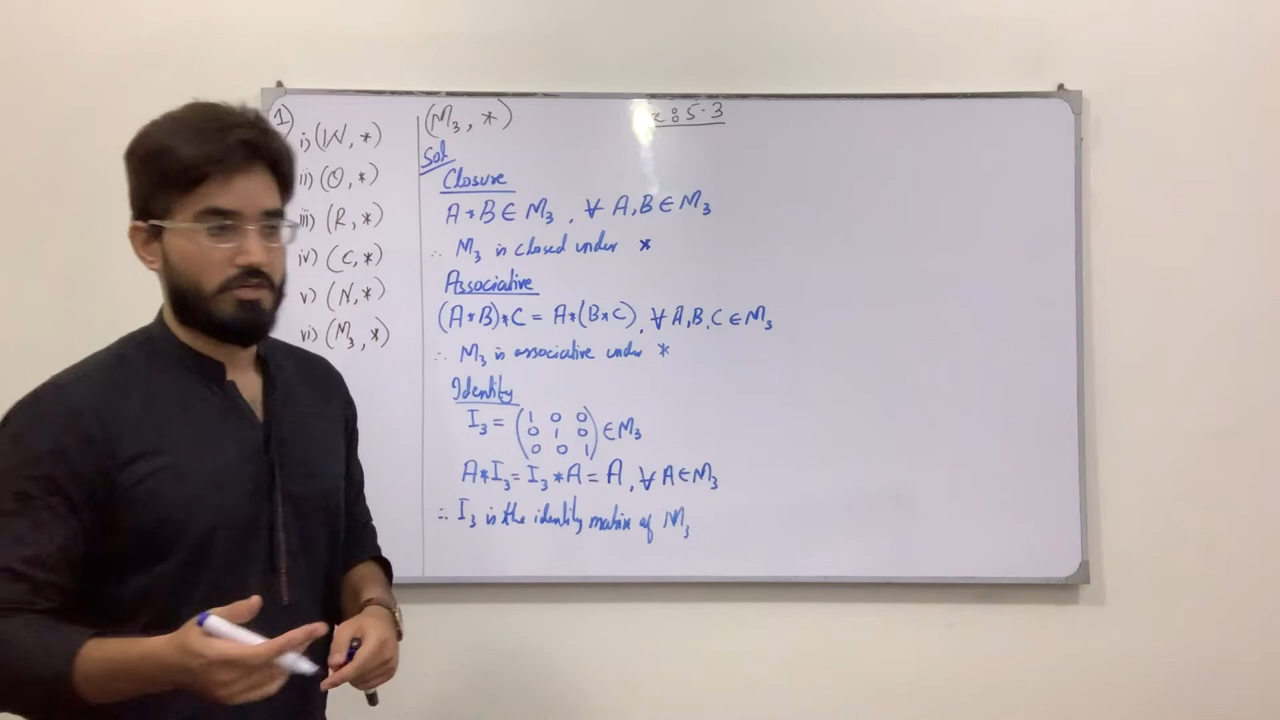 1)
i) (W, *)
ii) (O, *)
iii) (R, *)
iv) (C, *)
v) (N, *)
vi) (M₃, *)
(M₃, *)
: 5.3
Sol
Closure
A*B ∈ M₃, ∀ A,B ∈ M₃
∴ M₃ is closed under *
Associative
(A*B)*C = A*(B*C), ∀ A,B,C ∈ M₃
∴ M₃ is associative under *
Identity
I₃ = (1 0 0
0 1 0
0 0 1) ∈ M₃
A*I₃ = I₃*A = A, ∀ A ∈ M₃
∴ I₃ is the identity matrix of M₃